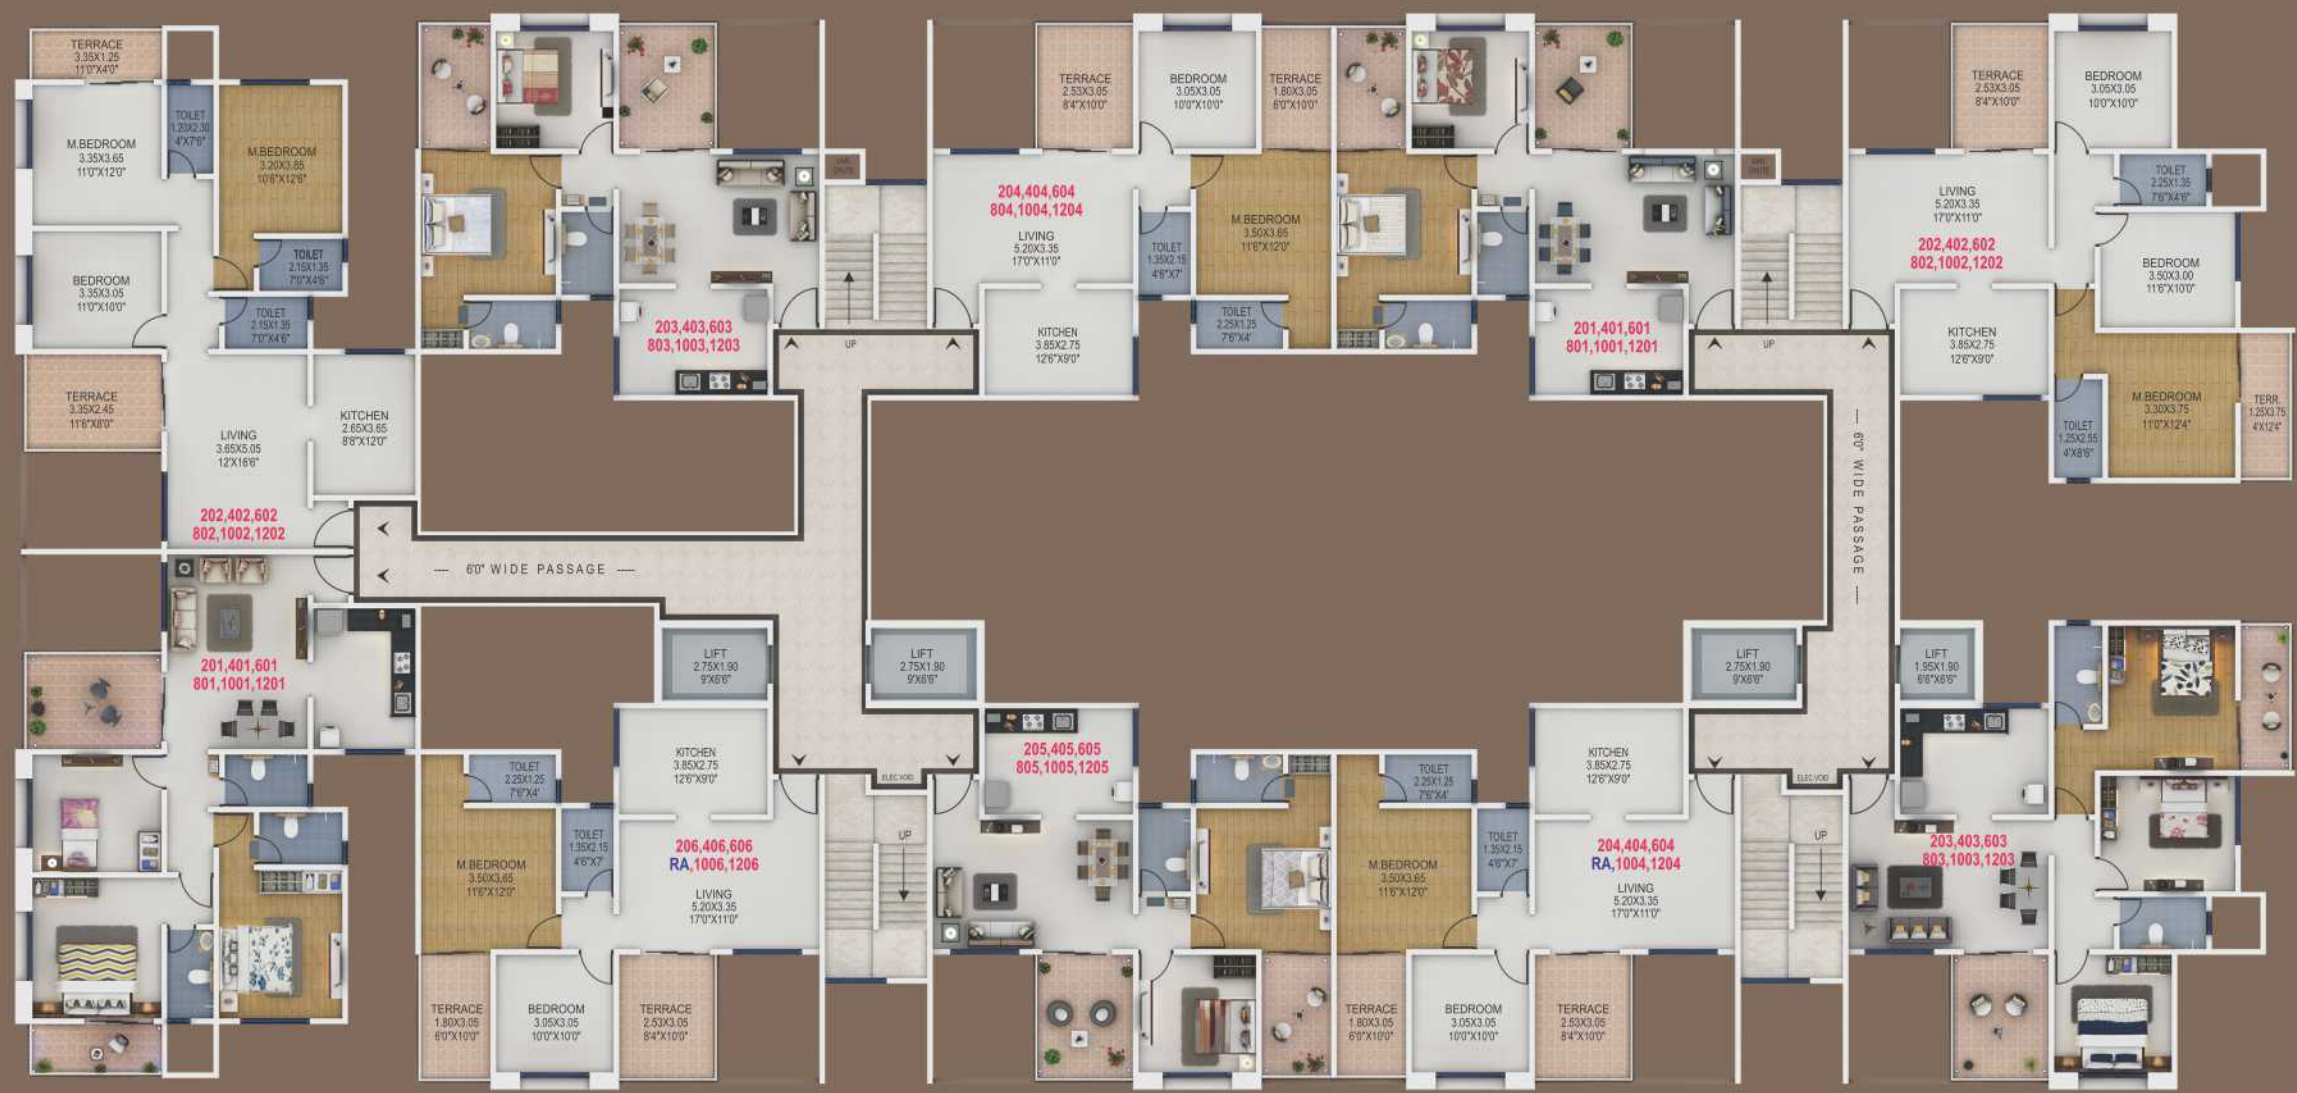 TERRACE
3.35X1.25
11'0"X4'0"
M.BEDROOM
3.35X3.65
11'0"X12'0"
TOILET
1.20X2.30
4'X7'6"
M.BEDROOM
3.20X3.85
10'6"X12'6"
BEDROOM
3.35X3.05
11'0"X10'0"
TOILET
2.15X1.35
7'0"X4'6"
TOILET
2.15X1.35
7'0"X4'6"
TERRACE
3.35X2.45
11'6"X8'0"
LIVING
3.65X5.05
12'X16'6"
KITCHEN
2.65X3.65
8'8"X12'0"
202,402,602
802,1002,1202
203,403,603
803,1003,1203
UP
TERRACE
2.53X3.05
8'4"X10'0"
BEDROOM
3.05X3.05
10'0"X10'0"
TERRACE
1.80X3.05
6'0"X10'0"
204,404,604
804,1004,1204
LIVING
5.20X3.35
17'0"X11'0"
TOILET
1.35X2.15
4'6"X7'
M.BEDROOM
3.50X3.65
11'6"X12'0"
TOILET
2.25X1.25
7'6"X4'
KITCHEN
3.85X2.75
12'6"X9'0"
201,401,601
801,1001,1201
UP
TERRACE
2.53X3.05
8'4"X10'0"
BEDROOM
3.05X3.05
10'0"X10'0"
LIVING
5.20X3.35
17'0"X11'0"
202,402,602
802,1002,1202
TOILET
2.25X1.35
7'6"X4'6"
BEDROOM
3.50X3.00
11'6"X10'0"
KITCHEN
3.85X2.75
12'6"X9'0"
M.BEDROOM
3.30X3.75
11'0"X12'4"
TERR.
1.25X3.75
4'X12'4"
TOILET
1.25X2.55
4'X8'6"
6'0" WIDE PASSAGE
6'0" WIDE PASSAGE
201,401,601
801,1001,1201
LIFT
2.75X1.90
9'X6'6"
LIFT
2.75X1.90
9'X6'6"
LIFT
2.75X1.90
9'X6'6"
LIFT
1.95X1.90
6'6"X6'6"
TOILET
2.25X1.25
7'6"X4'
KITCHEN
3.85X2.75
12'6"X9'0"
M.BEDROOM
3.50X3.65
11'6"X12'0"
TOILET
1.35X2.15
4'6"X7'
206,406,606
RA,1006,1206
LIVING
5.20X3.35
17'0"X11'0"
TERRACE
1.80X3.05
6'0"X10'0"
BEDROOM
3.05X3.05
10'0"X10'0"
TERRACE
2.53X3.05
8'4"X10'0"
ELEC.VOID
UP
205,405,605
805,1005,1205
TOILET
2.25X1.25
7'6"X4'
KITCHEN
3.85X2.75
12'6"X9'0"
M.BEDROOM
3.50X3.65
11'6"X12'0"
TOILET
1.35X2.15
4'6"X7'
204,404,604
RA,1004,1204
LIVING
5.20X3.35
17'0"X11'0"
TERRACE
1.80X3.05
6'0"X10'0"
BEDROOM
3.05X3.05
10'0"X10'0"
TERRACE
2.53X3.05
8'4"X10'0"
ELEC.VOID
UP
203,403,603
803,1003,1203